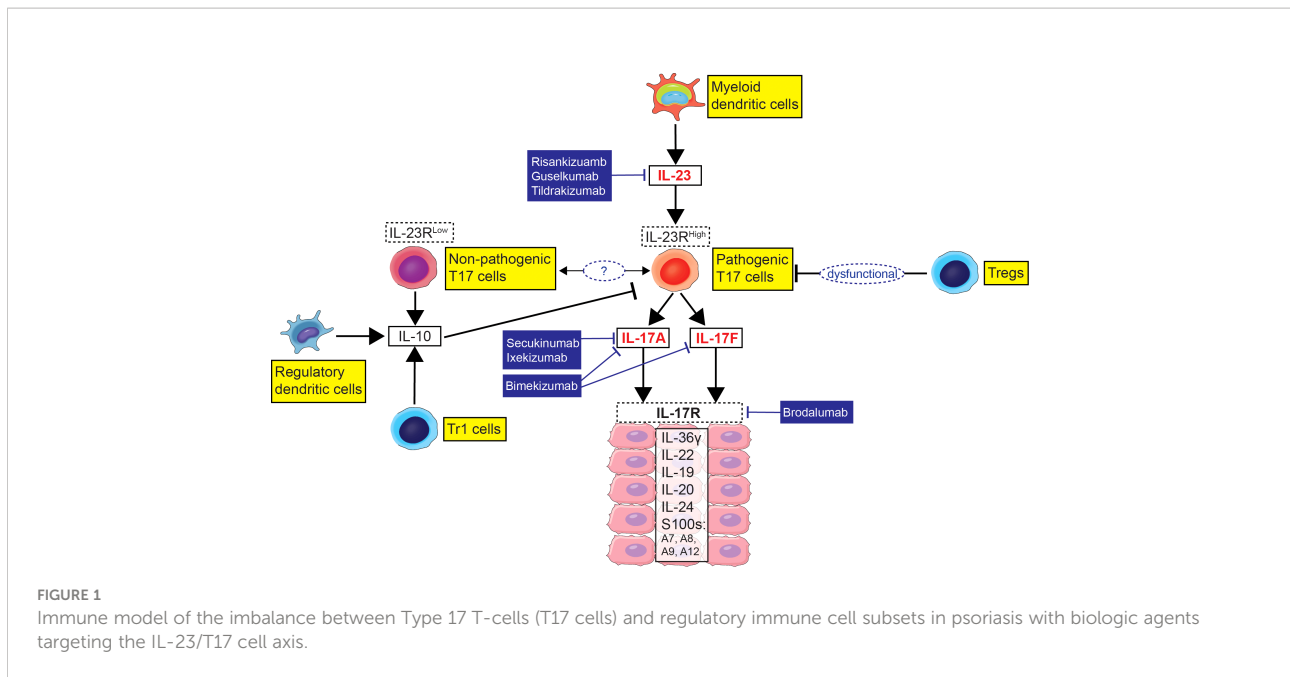 Myeloid
dendritic cells
Risankizuamb
Guselkumab
Tildrakizumab
IL-23
IL-23RLow
IL-23RHigh
Non-pathogenic
T17 cells
?
Pathogenic
T17 cells
dysfunctional
Tregs
IL-10
Regulatory
dendritic cells
Tr1 cells
Secukinumab
Ixekizumab
IL-17A
IL-17F
Bimekizumab
IL-17R
Brodalumab
IL-36γ
IL-22
IL-19
IL-20
IL-24
S100s:
A7, A8,
A9, A12
FIGURE 1
Immune model of the imbalance between Type 17 T-cells (T17 cells) and regulatory immune cell subsets in psoriasis with biologic agents
targeting the IL-23/T17 cell axis.